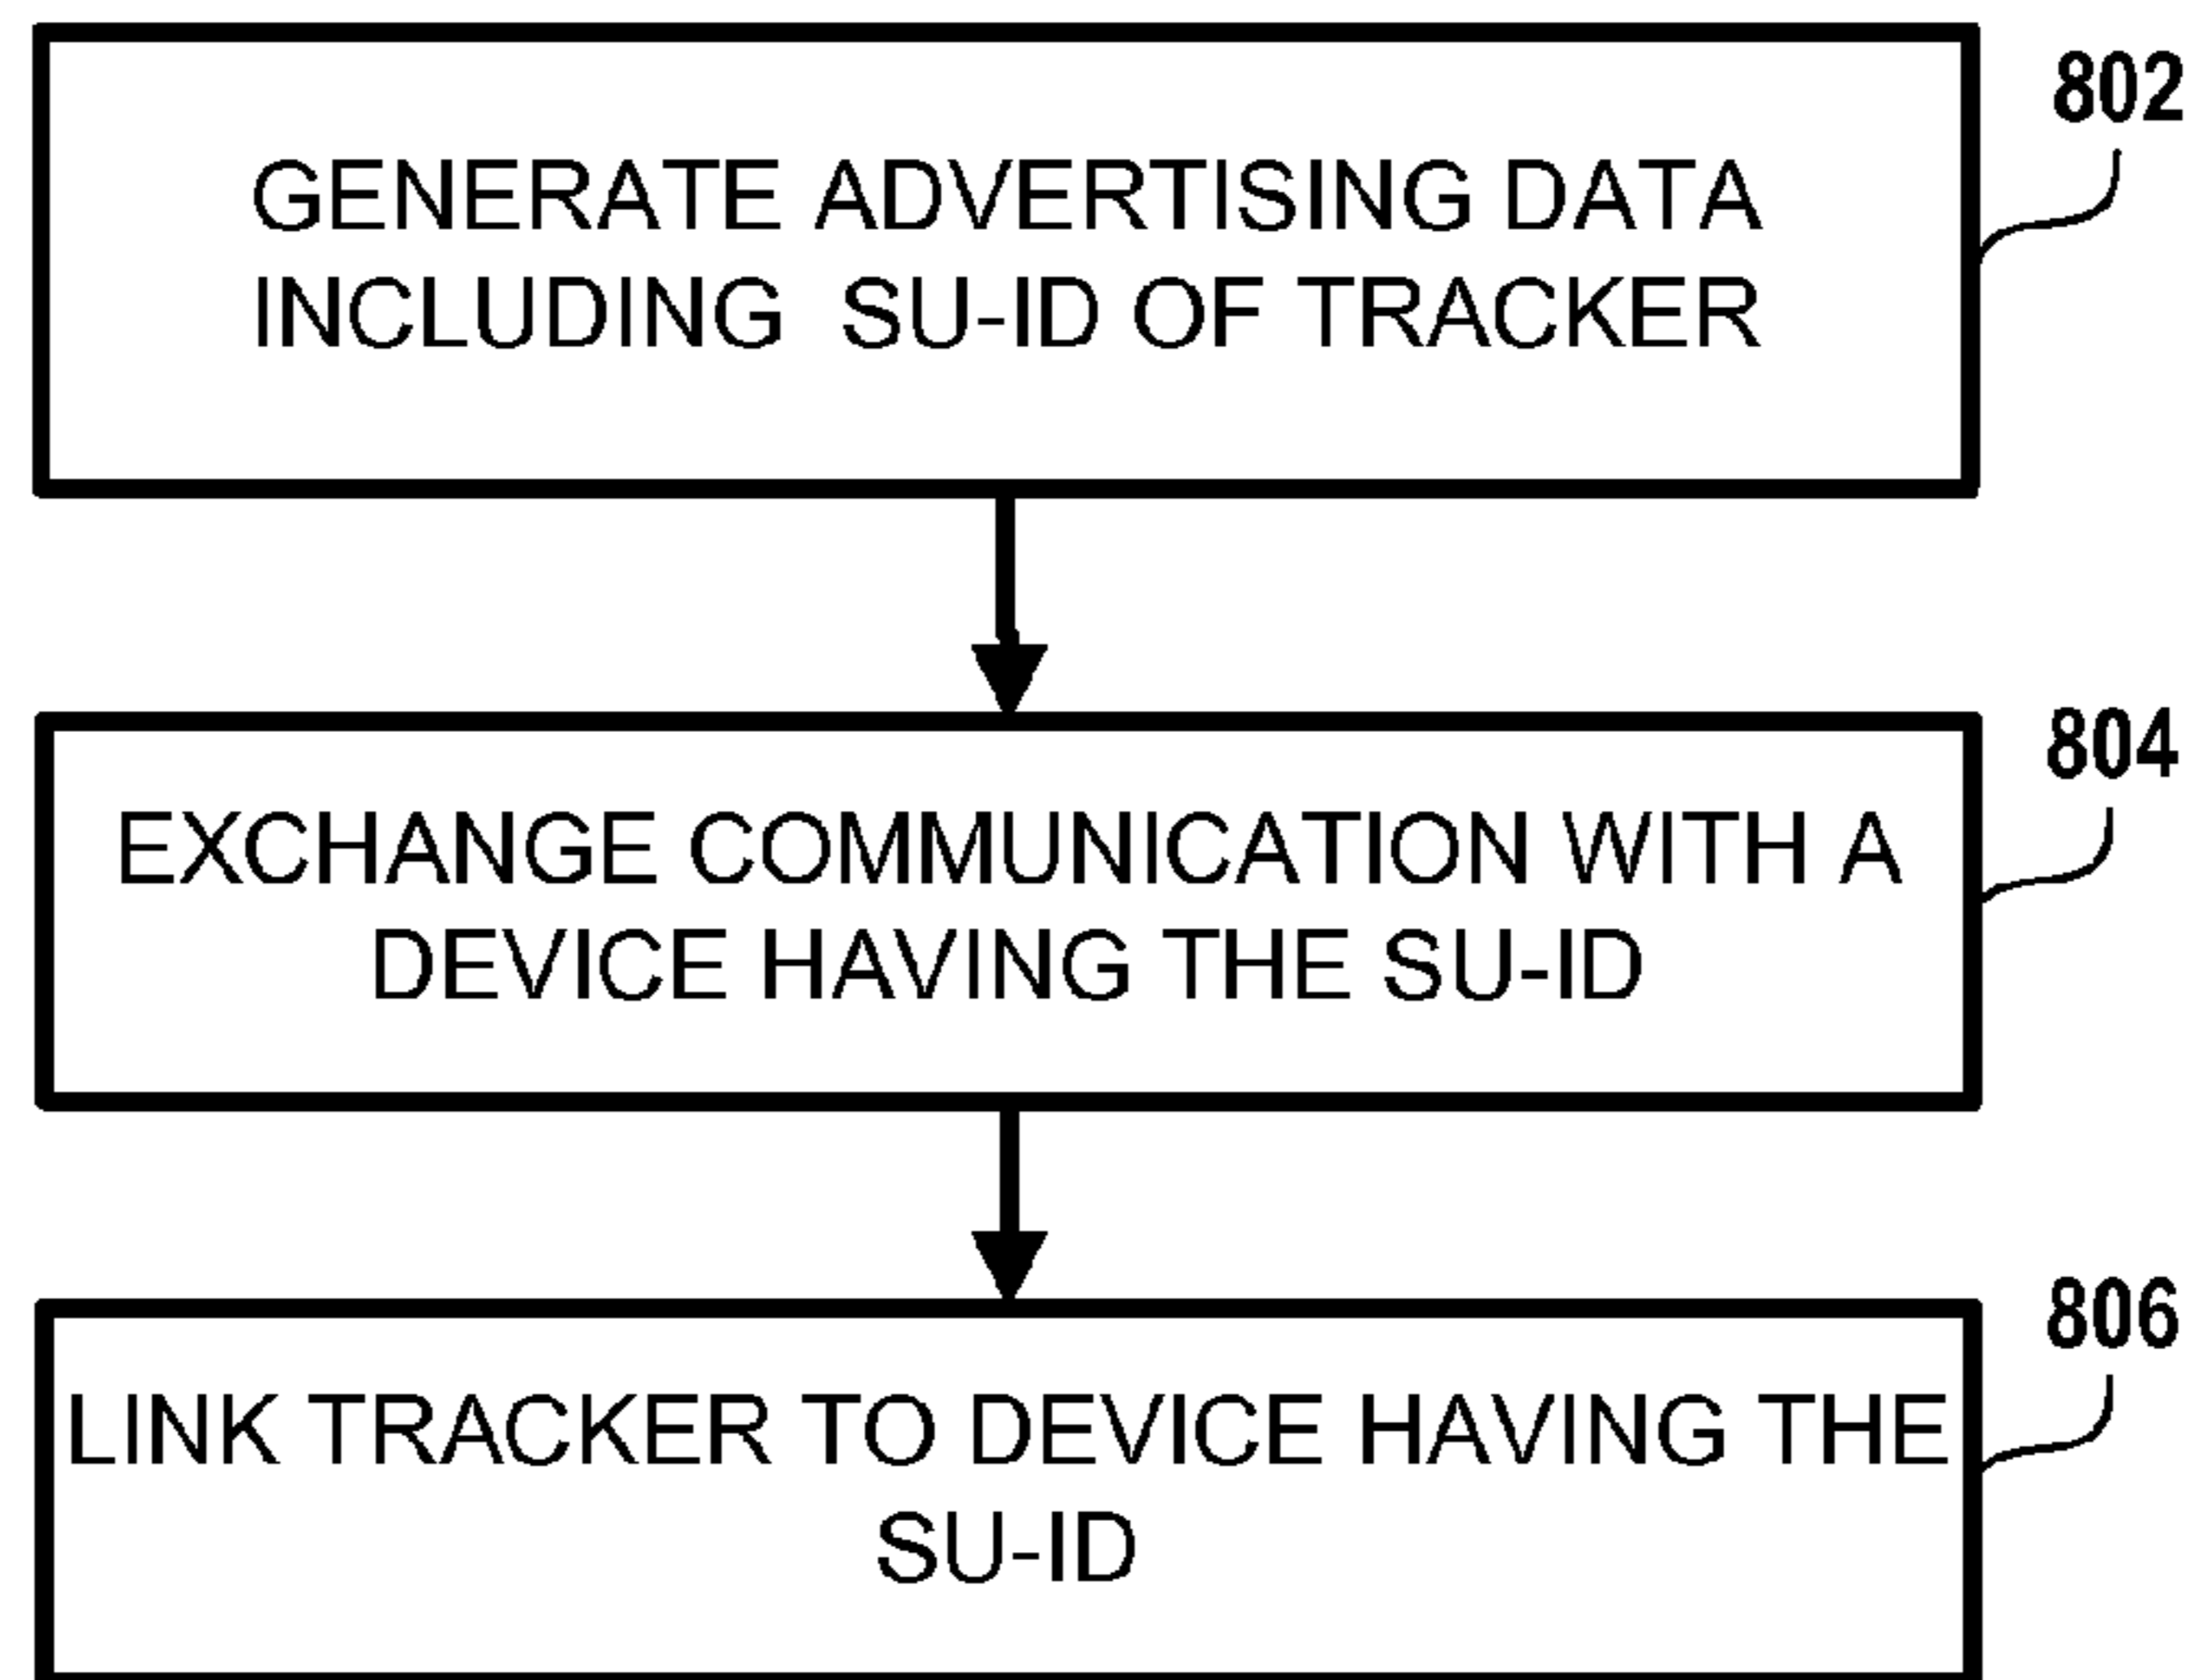 802
GENERATE ADVERTISING DATA
INCLUDING SU-ID OF TRACKER
804
EXCHANGE COMMUNICATION WITH A
DEVICE HAVING THE SU-ID
806
LINK TRACKER TO DEVICE HAVING THE
SU-ID